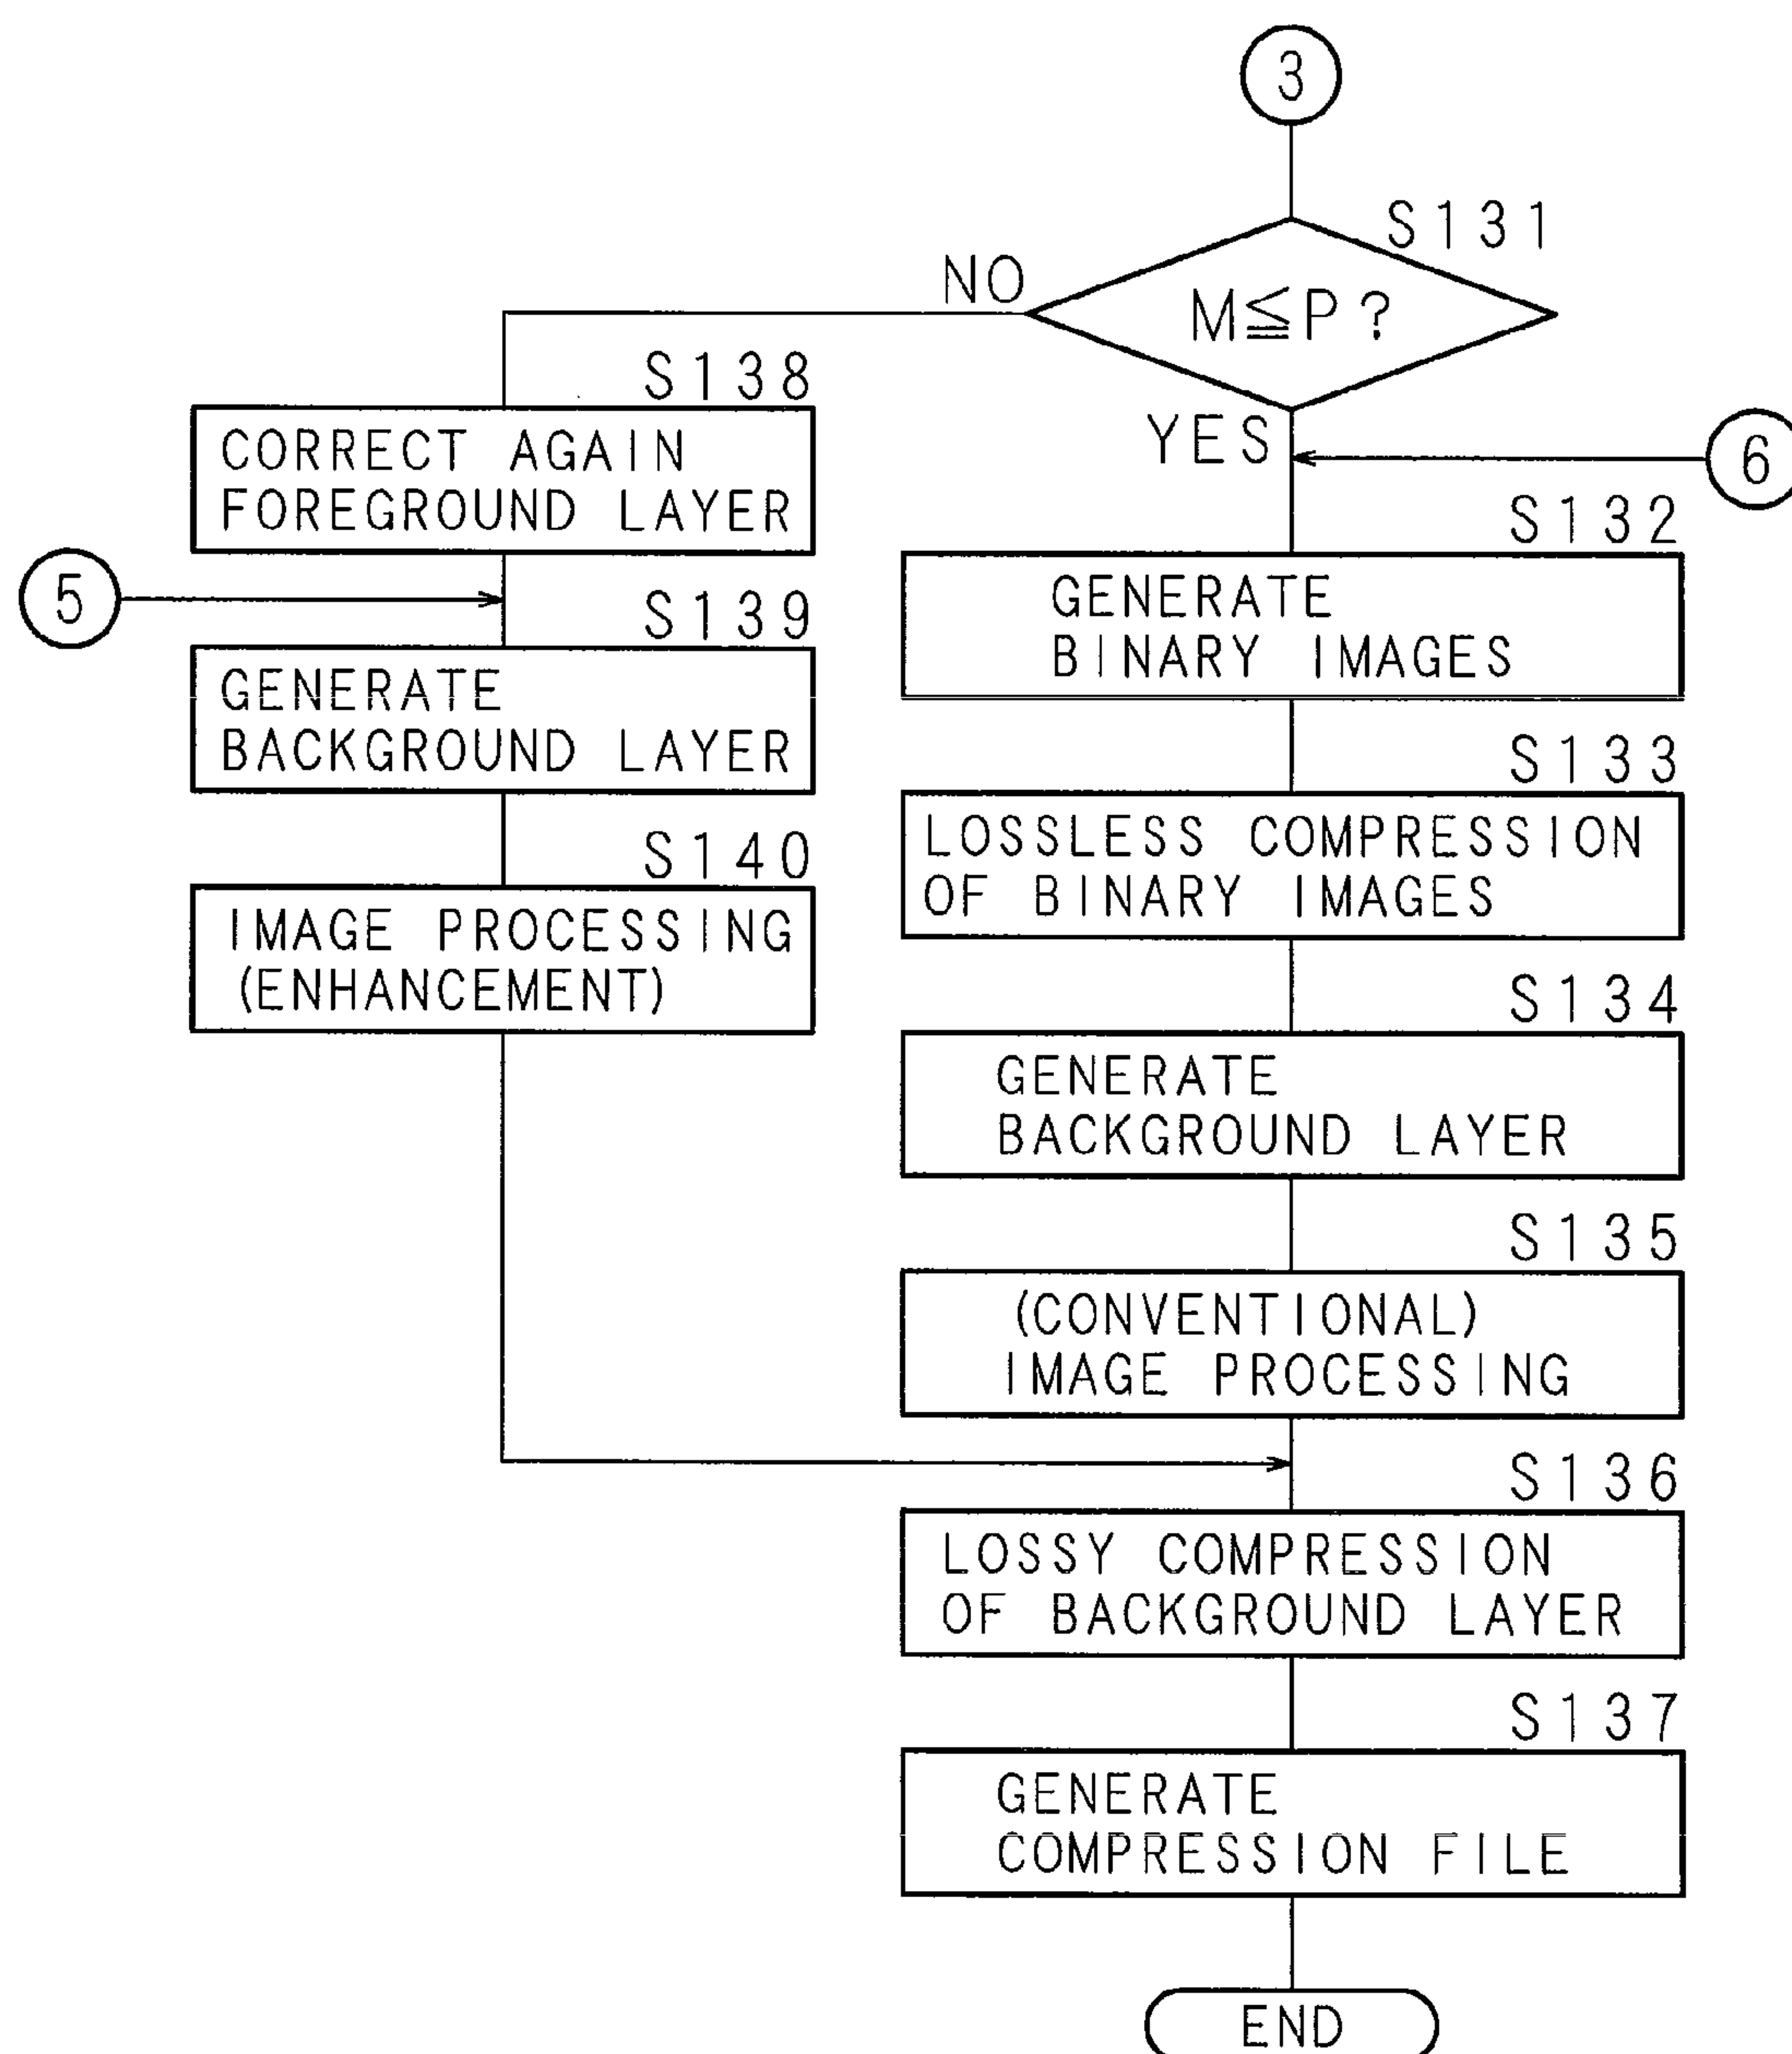 3
S131
NO
M≦P?
YES
6
S138
CORRECT AGAIN
FOREGROUND LAYER
5
S139
GENERATE
BACKGROUND LAYER
S140
IMAGE PROCESSING
(ENHANCEMENT)
S132
GENERATE
BINARY IMAGES
S133
LOSSLESS COMPRESSION
OF BINARY IMAGES
S134
GENERATE
BACKGROUND LAYER
S135
(CONVENTIONAL)
IMAGE PROCESSING
S136
LOSSY COMPRESSION
OF BACKGROUND LAYER
S137
GENERATE
COMPRESSION FILE
END